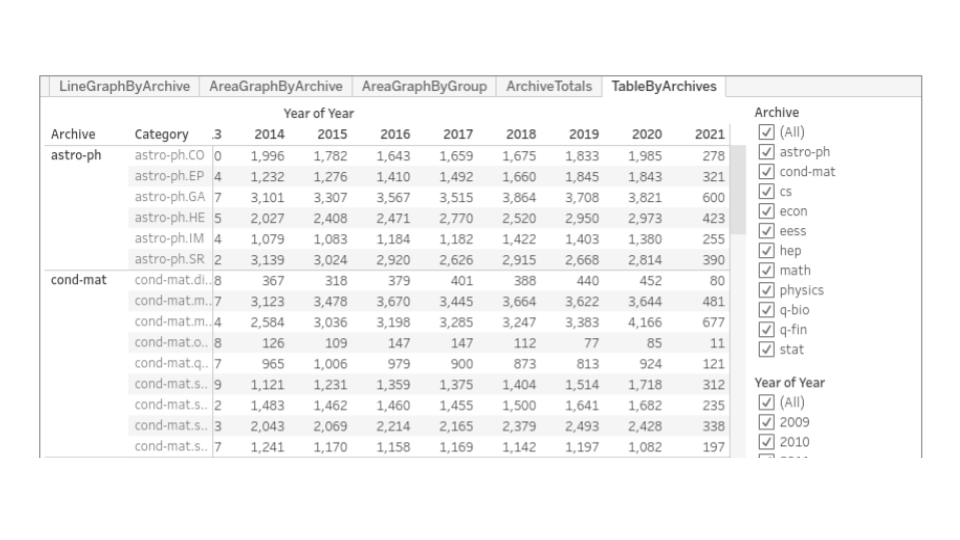 LineGraphByArchive AreaGraphByArchive AreaGraphByGroup ArchiveTotals TableByArchives
Year of Year
Archive Category .3 2014 2015 2016 2017 2018 2019 2020 2021
astro-ph astro-ph.CO 0 1,996 1,782 1,643 1,659 1,675 1,833 1,985 278
astro-ph.EP 4 1,232 1,276 1,410 1,492 1,660 1,845 1,843 321
astro-ph.GA 7 3,101 3,307 3,567 3,515 3,864 3,708 3,821 600
astro-ph.HE 5 2,027 2,408 2,471 2,770 2,520 2,950 2,973 423
astro-ph.IM 4 1,079 1,083 1,184 1,182 1,422 1,403 1,380 255
astro-ph.SR 2 3,139 3,024 2,920 2,626 2,915 2,668 2,814 390
cond-mat cond-mat.di.. 8 367 318 379 401 388 440 452 80
cond-mat.m.. 7 3,123 3,478 3,670 3,445 3,664 3,622 3,644 481
cond-mat.m.. 4 2,584 3,036 3,198 3,285 3,247 3,383 4,166 677
cond-mat.o.. 8 126 109 147 147 112 77 85 11
cond-mat.q.. 7 965 1,006 979 900 873 813 924 121
cond-mat.s.. 9 1,121 1,231 1,359 1,375 1,404 1,514 1,718 312
cond-mat.s.. 2 1,483 1,462 1,460 1,455 1,500 1,641 1,682 235
cond-mat.s.. 3 2,043 2,069 2,214 2,165 2,379 2,493 2,428 338
cond-mat.s.. 7 1,241 1,170 1,158 1,169 1,142 1,197 1,082 197
Archive
(All)
astro-ph
cond-mat
cs
econ
eess
hep
math
physics
q-bio
q-fin
stat
Year of Year
(All)
2009
2010